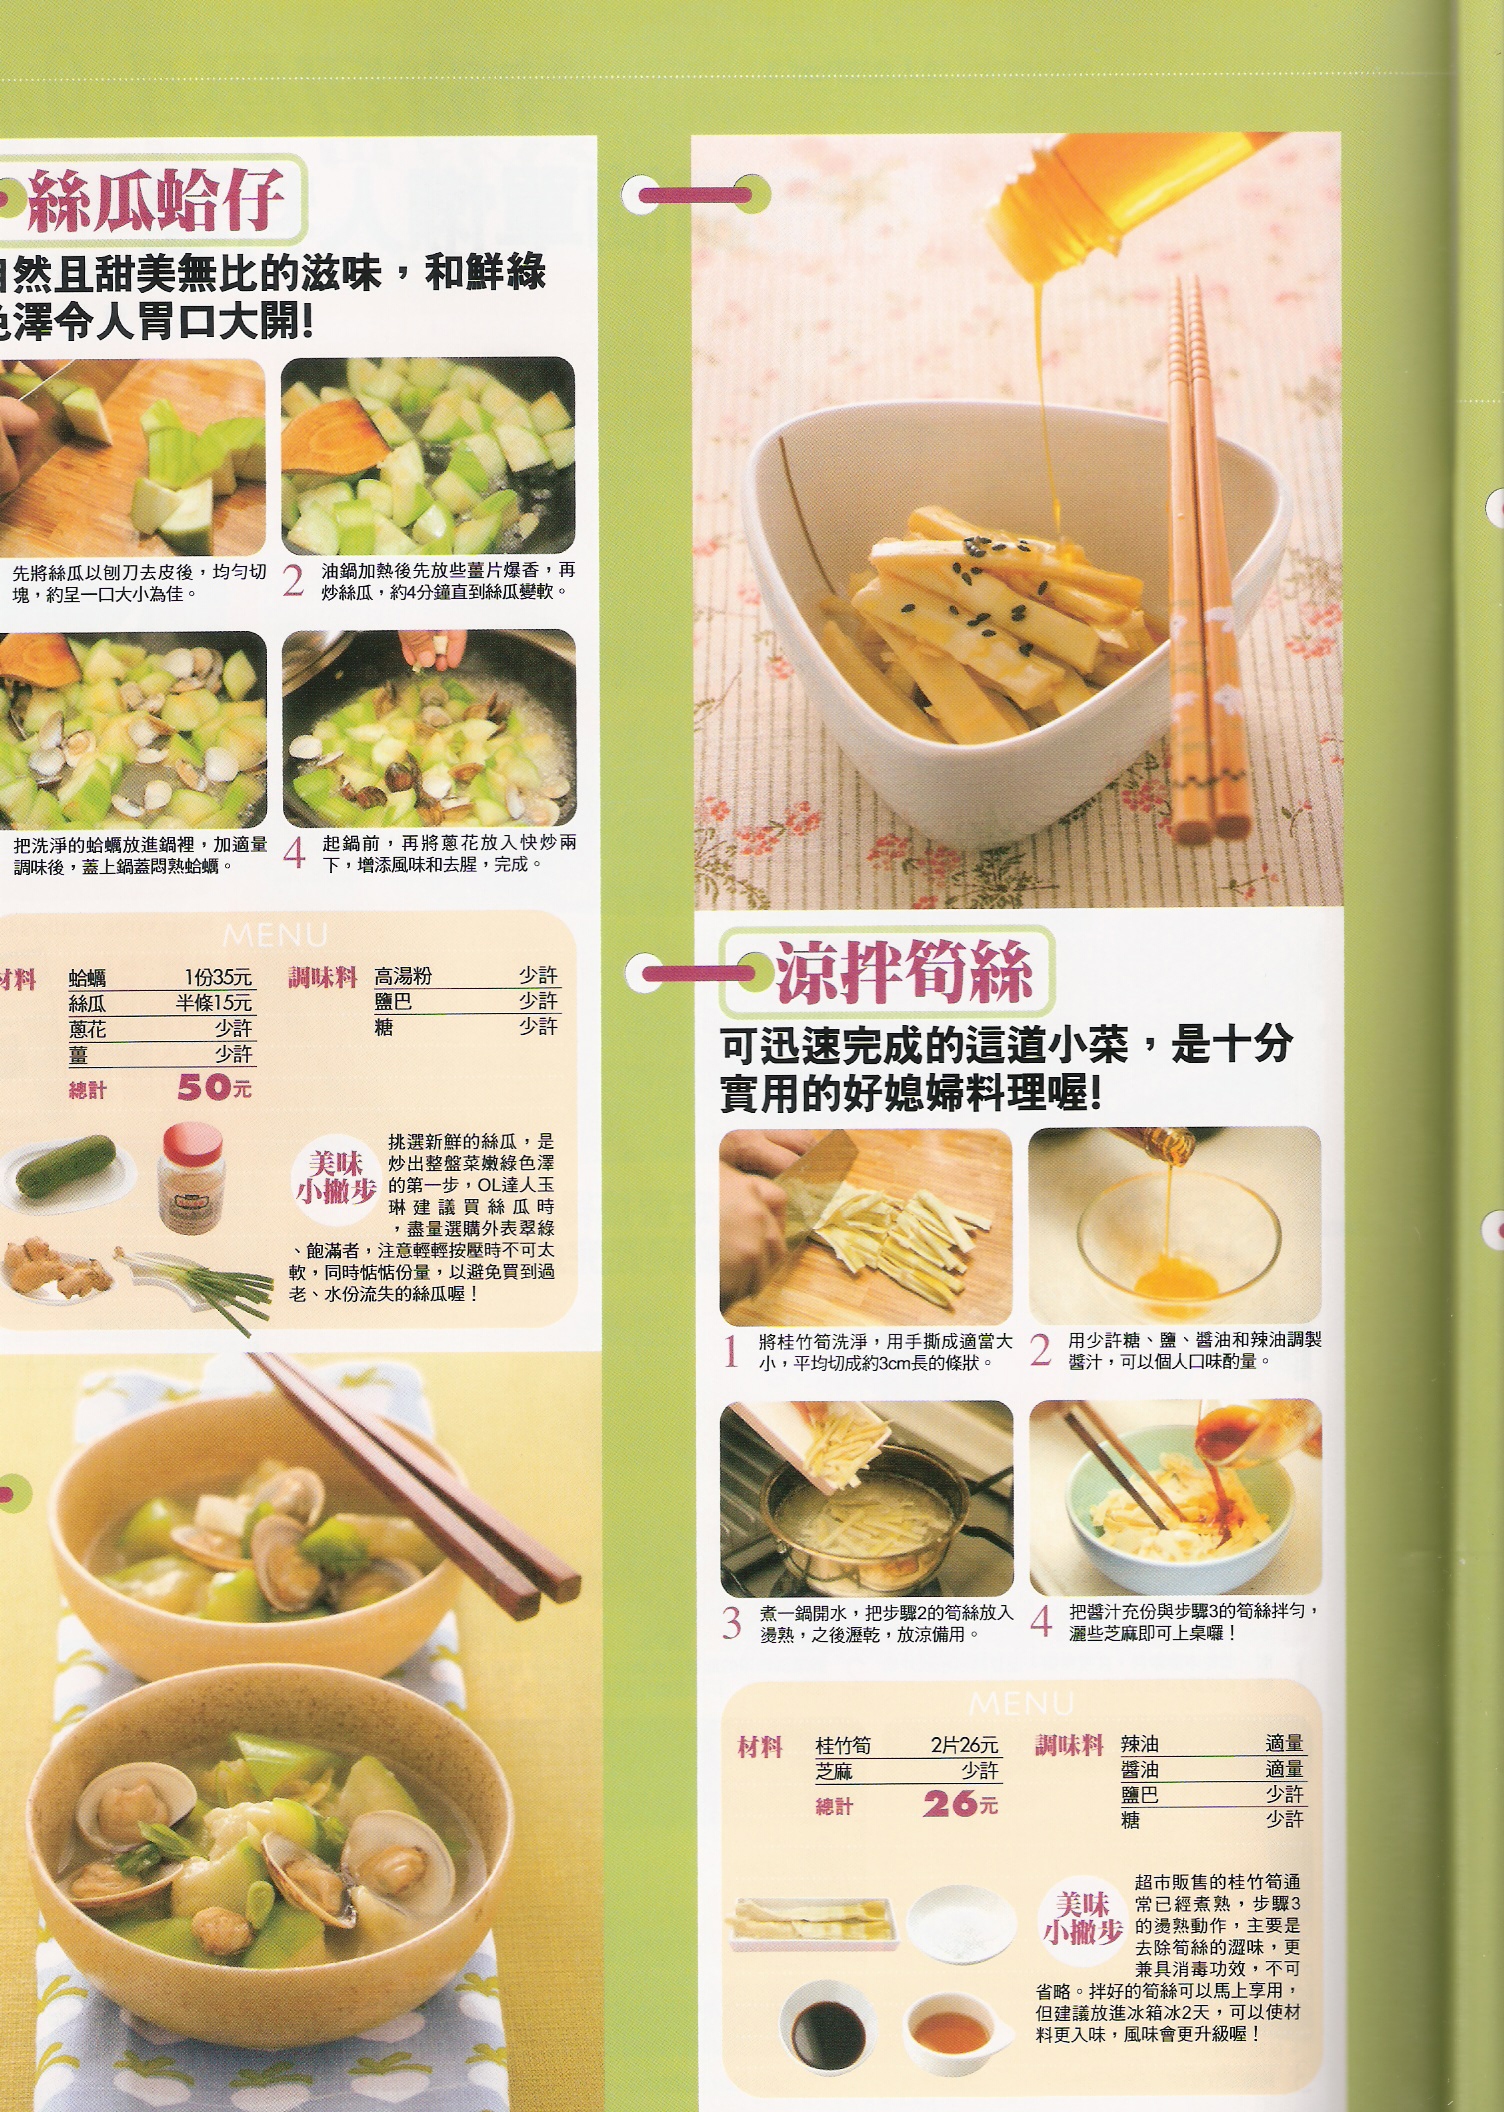 絲瓜蛤仔
自然且甜美無比的滋味，和鮮綠
色澤令人胃口大開!
先將絲瓜以刨刀去皮後，均勻切
塊，約呈一口大小為佳。
2
油鍋加熱後先放些薑片爆香，再
炒絲瓜，約4分鐘直到絲瓜變軟。
把洗淨的蛤蠣放進鍋裡，加適量
調味後，蓋上鍋蓋悶熟蛤蠣。
4
起鍋前，再將蔥花放入快炒兩
下，增添風味和去腥，完成。
MENU
材料
蛤蠣 1份35元
絲瓜 半條15元
蔥花 少許
薑 少許
總計 50元
調味料
高湯粉 少許
鹽巴 少許
糖 少許
美味
小撇步
挑選新鮮的絲瓜，是
炒出整盤菜嫩綠色澤
的第一步，OL達人玉
琳建議買絲瓜時
，盡量選購外表翠綠
、飽滿者，注意輕輕按壓時不可太
軟，同時惦惦份量，以避免買到過
老、水份流失的絲瓜喔！
涼拌筍絲
可迅速完成的這道小菜，是十分
實用的好媳婦料理喔!
1
將桂竹筍洗淨，用手撕成適當大
小，平均切成約3cm長的條狀。
2
用少許糖、鹽、醬油和辣油調製
醬汁，可以個人口味酌量。
3
煮一鍋開水，把步驟2的筍絲放入
燙熟，之後瀝乾，放涼備用。
4
把醬汁充份與步驟3的筍絲拌勻，
灑些芝麻即可上桌囉！
MENU
材料
桂竹筍 2片26元
芝麻 少許
總計 26元
調味料
辣油 適量
醬油 適量
鹽巴 少許
糖 少許
美味
小撇步
超市販售的桂竹筍通
常已經煮熟，步驟3
的燙熟動作，主要是
去除筍絲的澀味，更
兼具消毒功效，不可
省略。拌好的筍絲可以馬上享用，
但建議放進冰箱冰2天，可以使材
料更入味，風味會更升級喔！